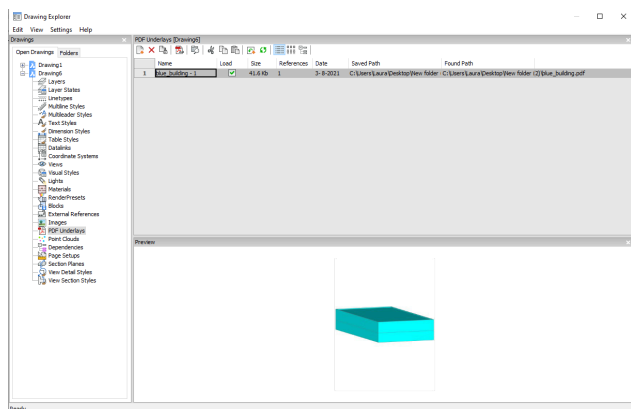 Drawing Explorer
Edit View Settings Help
Drawings
Open Drawings Folders
Drawing1
Drawing6
Layers
Layer States
Linetypes
Multiline Styles
Multileader Styles
Text Styles
Dimension Styles
Table Styles
Datalinks
Coordinate Systems
Views
Visual Styles
Lights
Materials
RenderPresets
Blocks
External References
Images
PDF Underlays
Point Clouds
Dependencies
Page Setups
Section Planes
View Detail Styles
View Section Styles
PDF Underlays [Drawing6]
Name Load Size References Date Saved Path Found Path
1 blue_building - 1 41.6 Kb 1 3- 8-2021 C:\Users\Laura\Desktop\New folder C:\Users\Laura\Desktop\New folder (2)\blue_building.pdf
Preview
Ready